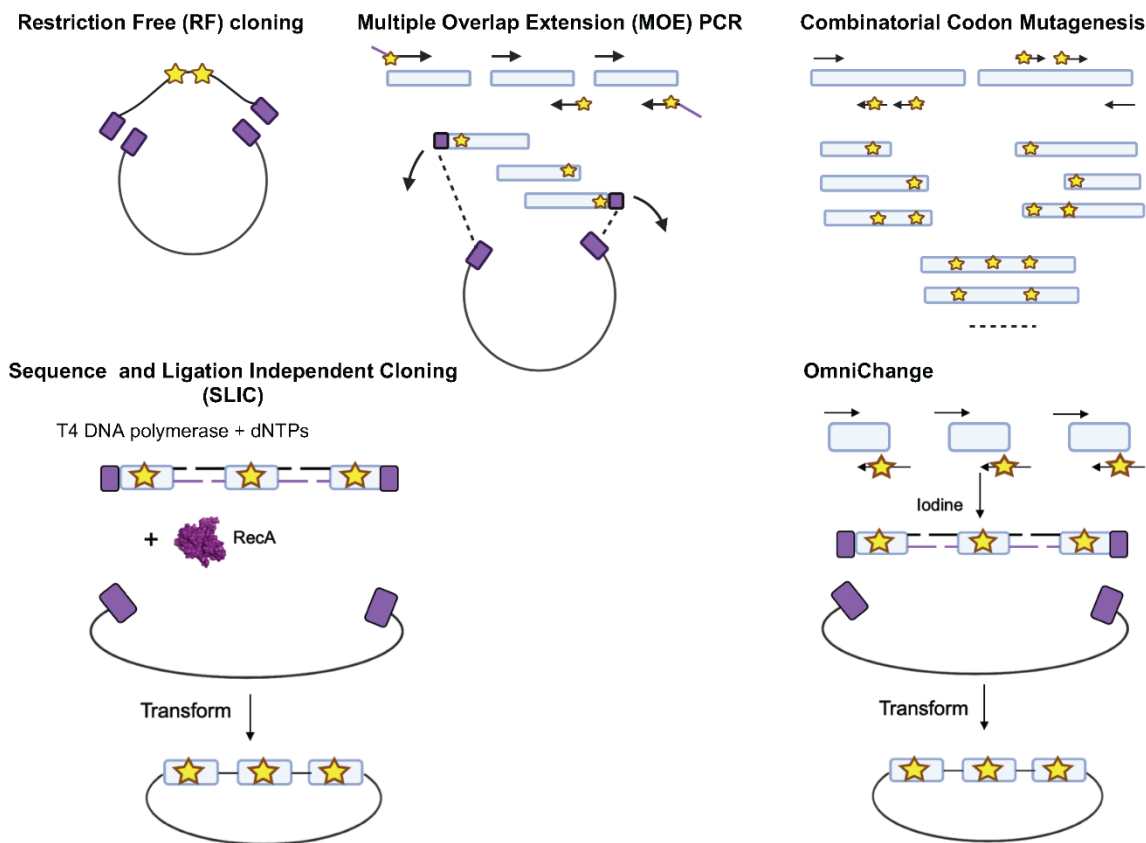 Restriction Free (RF) cloning
Multiple Overlap Extension (MOE) PCR
Combinatorial Codon Mutagenesis
Sequence and Ligation Independent Cloning
(SLIC)
T4 DNA polymerase + dNTPs
+
RecA
Transform
OmniChange
Iodine
Transform